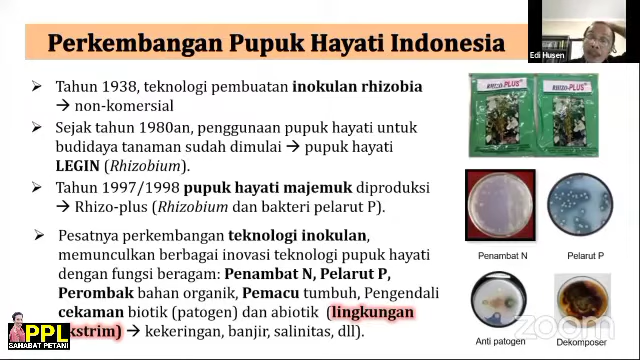 Perkembangan Pupuk Hayati Indonesia
Edi Husen
Tahun 1938, teknologi pembuatan inokulan rhizobia
→ non-komersial
Sejak tahun 1980an, penggunaan pupuk hayati untuk
budidaya tanaman sudah dimulai → pupuk hayati
LEGIN (Rhizobium).
Tahun 1997/1998 pupuk hayati majemuk diproduksi
→ Rhizo-plus (Rhizobium dan bakteri pelarut P).
Pesatnya perkembangan teknologi inokulan,
memunculkan berbagai inovasi teknologi pupuk hayati
dengan fungsi beragam: Penambat N, Pelarut P,
Perombak bahan organik, Pemacu tumbuh, Pengendali
cekaman biotik (patogen) dan abiotik (lingkungan
kstrim) → kekeringan, banjir, salinitas, dll).
RHIZO-PLUS
RHIZO-PLUS
Penambat N
Pelarut P
Anti patogen
Dekomposer
zoom
PPL
SAHABAT PETANI